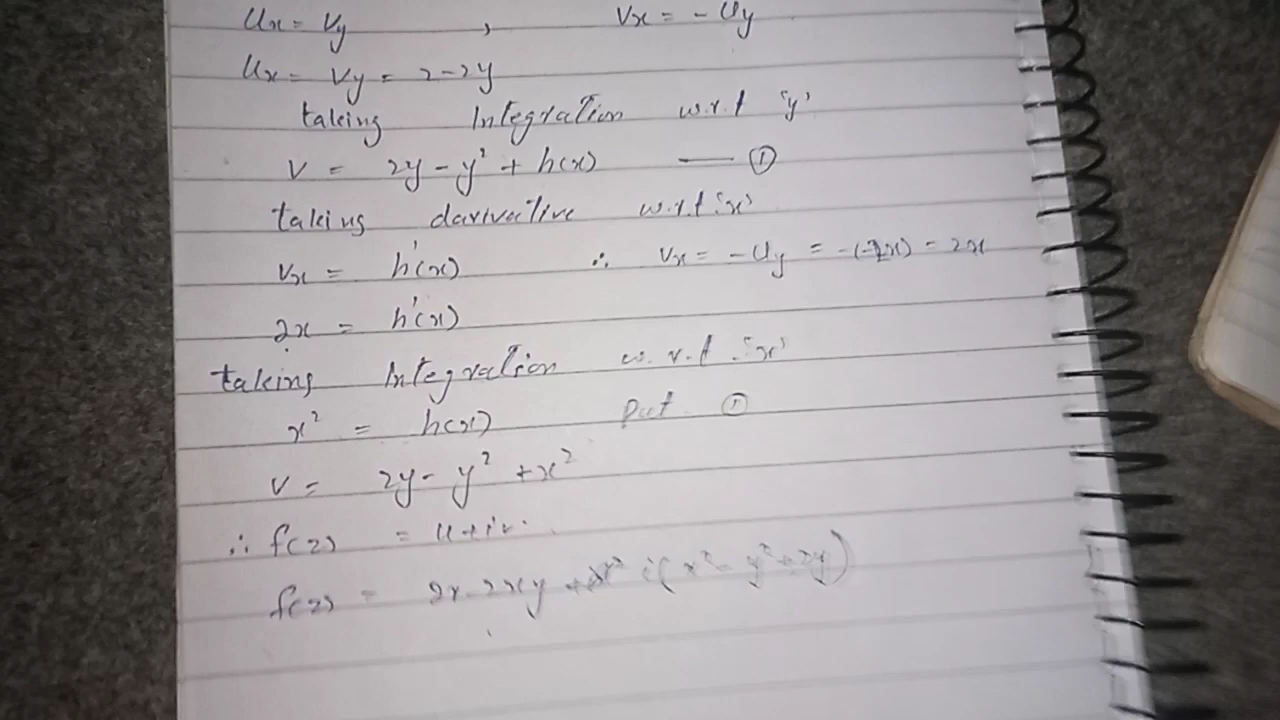 Ux = Vy , Vx = - Uy
Ux = Vy = 2-2y
taking Integration w.r.t 'y'
V = 2y - y² + h(x) — ①
taking darivative w.r.t 'x'
Vx = h'(x) ∴ Vx = - Uy = -(-2x) = 2x
2x = h'(x)
taking Integration w.r.t 'x'
x² = h(x) Put ①
V = 2y - y² + x²
∴ f(z) = u+iv.
f(z) = 2x-2xy + i(x² - y² + 2y)